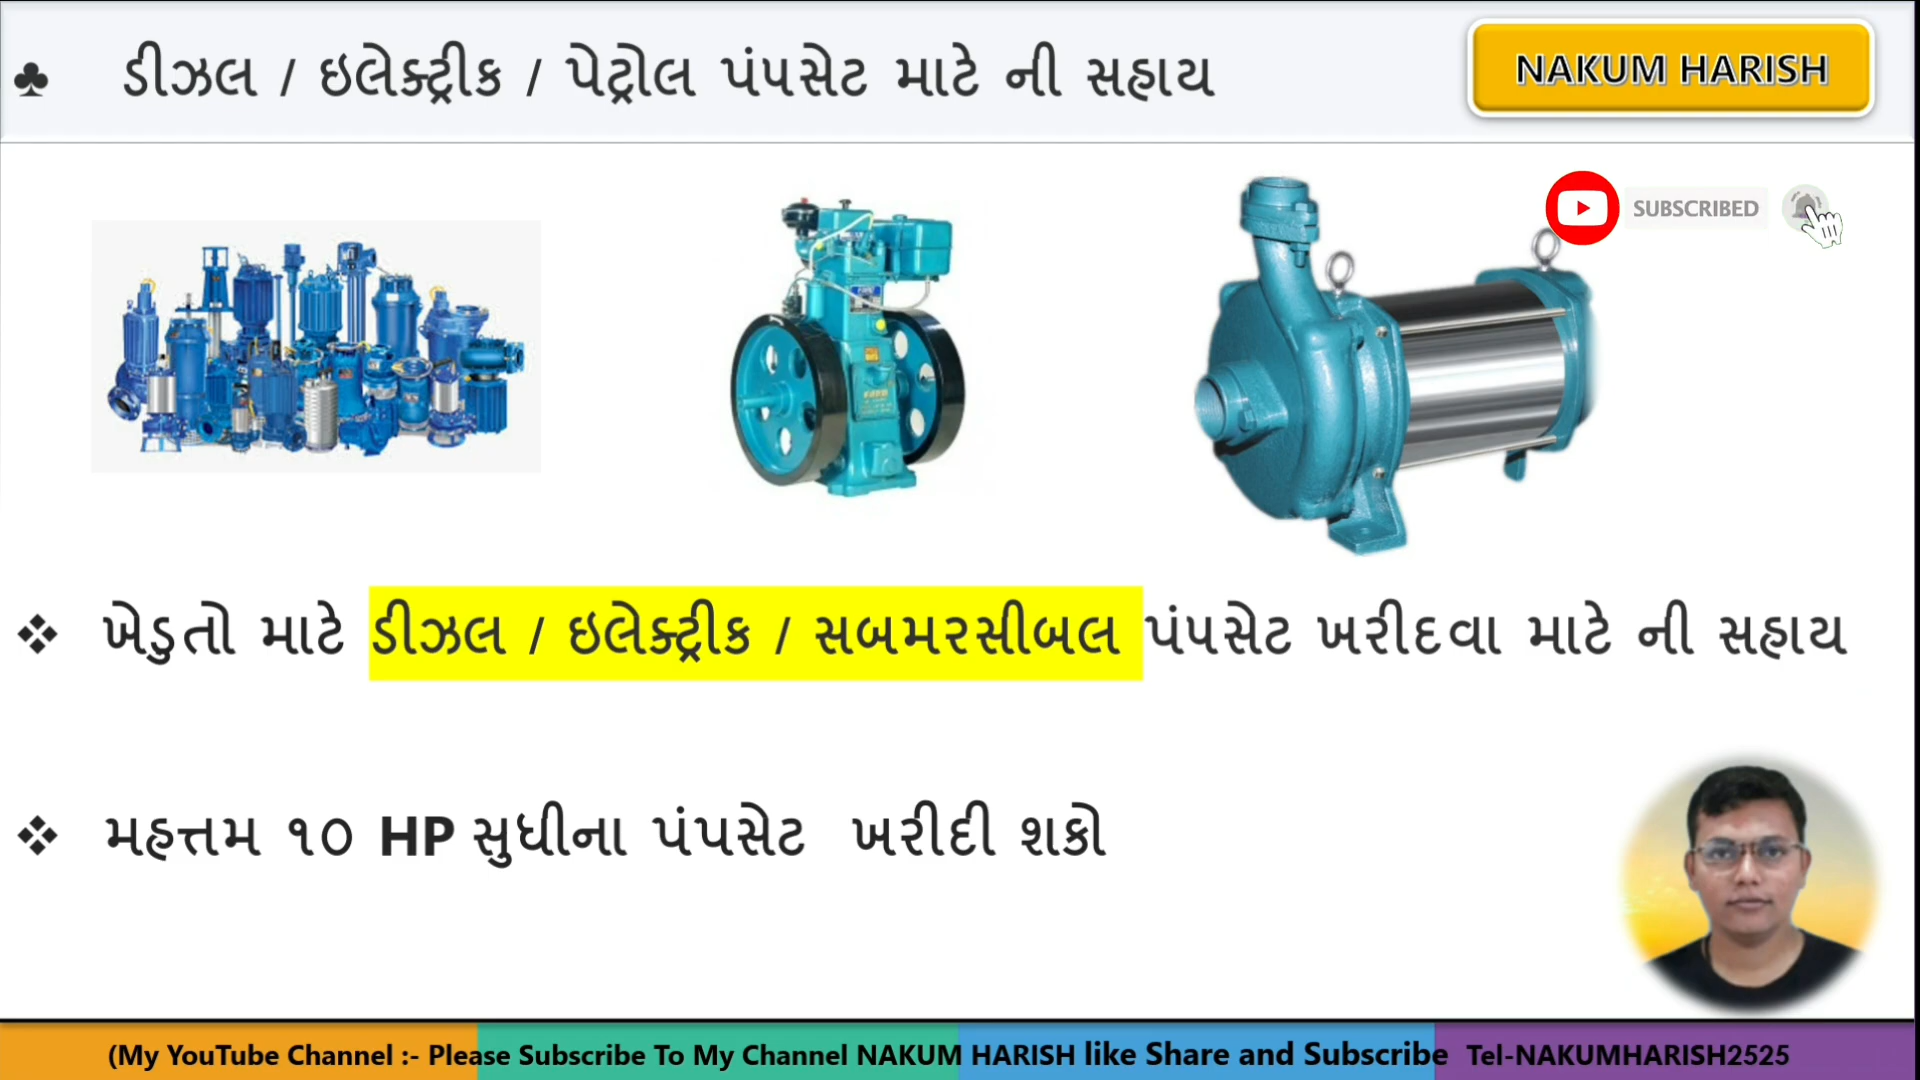 ♣ ડીઝલ / ઇલેક્ટ્રીક / પેટ્રોલ પંપસેટ માટે ની સહાય
NAKUM HARISH
SUBSCRIBED
❖ ખેડુતો માટે ડીઝલ / ઇલેક્ટ્રીક / સબમરસીબલ પંપસેટ ખરીદવા માટે ની સહાય
❖ મહત્તમ ૧૦ HP સુધીના પંપસેટ ખરીદી શકો
(My YouTube Channel :- Please Subscribe To My Channel NAKUM HARISH like Share and Subscribe Tel-NAKUMHARISH2525